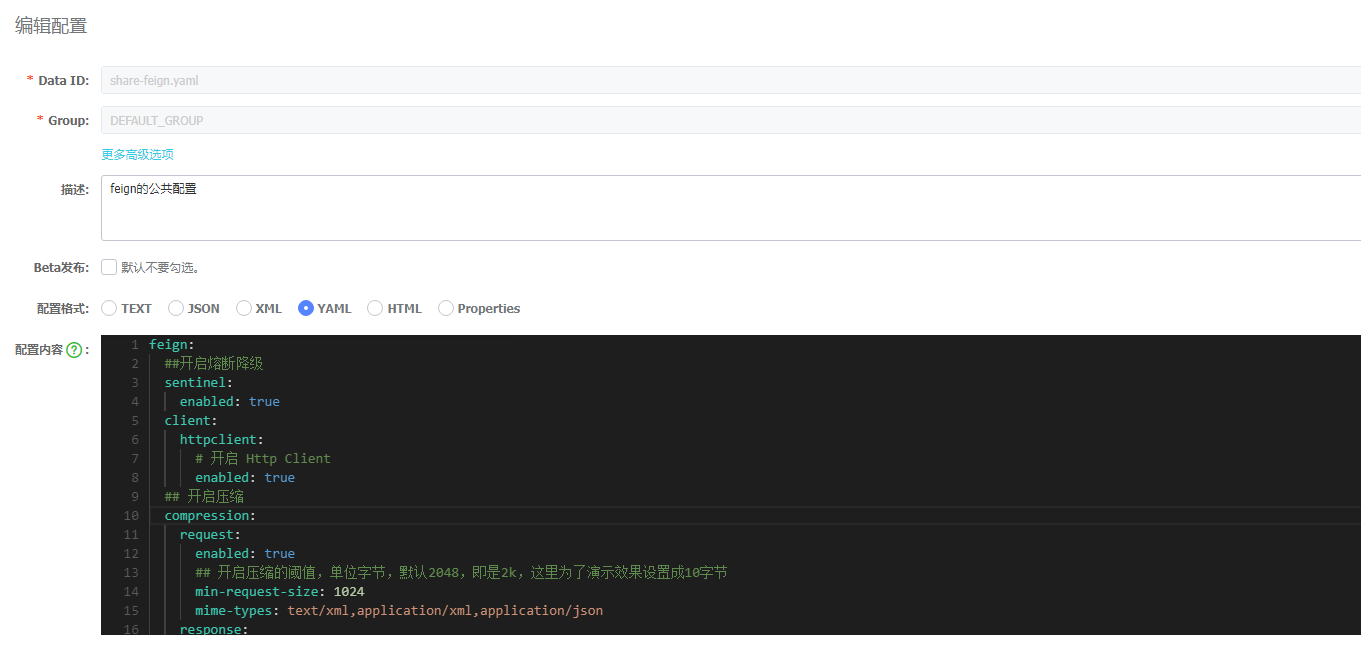 编辑配置
* Data ID: share-feign.yaml
* Group: DEFAULT_GROUP
更多高级选项
描述: feign的公共配置
Beta发布: 默认不要勾选。
配置格式: TEXT JSON XML YAML HTML Properties
配置内容 ? :
1 feign:
2 ##开启熔断降级
3 sentinel:
4 enabled: true
5 client:
6 httpclient:
7 # 开启 Http Client
8 enabled: true
9 ## 开启压缩
10 compression:
11 request:
12 enabled: true
13 ## 开启压缩的阈值，单位字节，默认2048，即是2k，这里为了演示效果设置成10字节
14 min-request-size: 1024
15 mime-types: text/xml,application/xml,application/json
16 response: